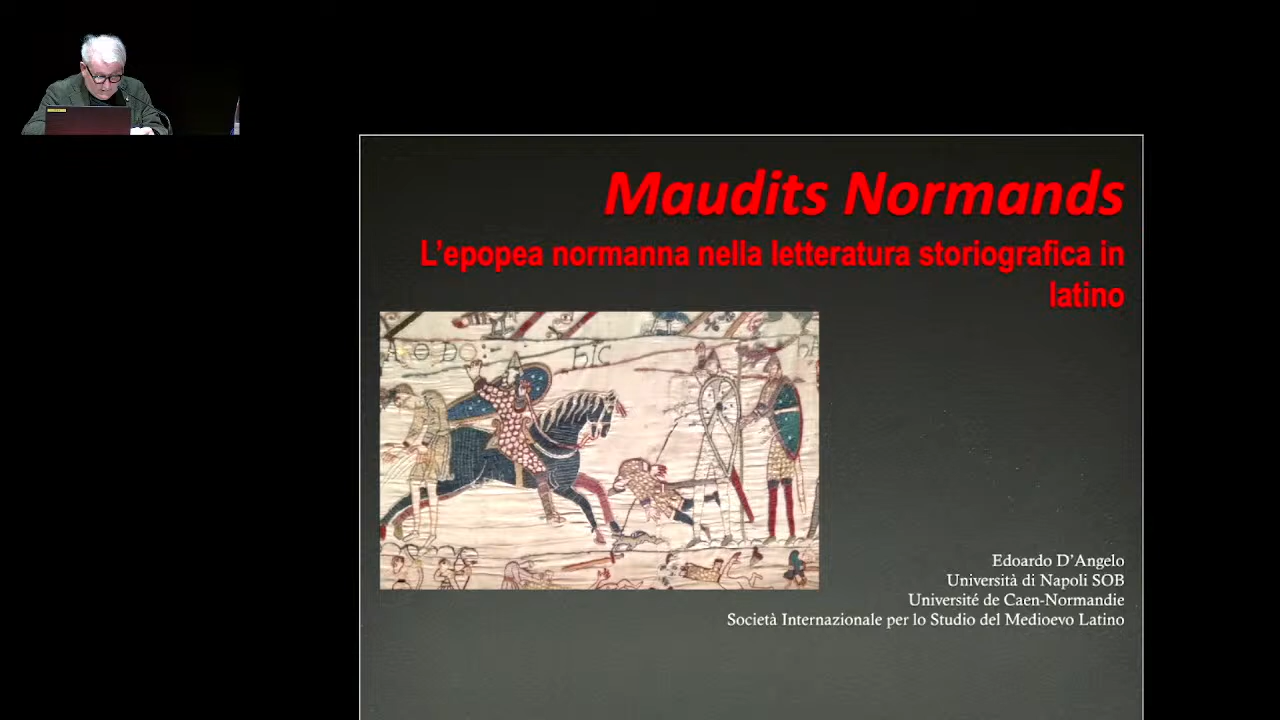 Maudits Normands
L'epopea normanna nella letteratura storiografica in
latino
HIC
Edoardo D'Angelo
Università di Napoli SOB
Université de Caen-Normandie
Società Internazionale per lo Studio del Medioevo Latino